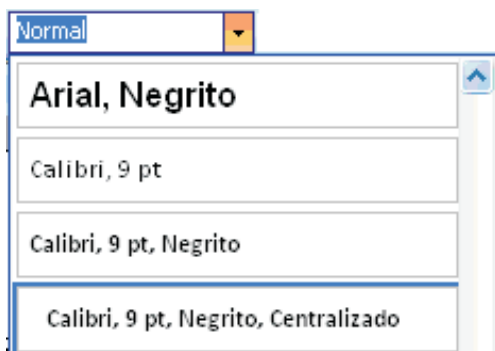 Normal
Arial, Negrito
Calibri, 9 pt
Calibri, 9 pt, Negrito
Calibri, 9 pt, Negrito, Centralizado